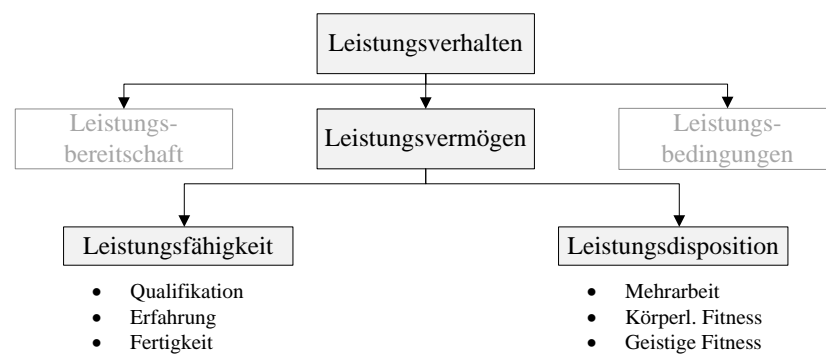 Leistungsverhalten
Leistungs-
bereitschaft
Leistungsvermögen
Leistungs-
bedingungen
Leistungsfähigkeit
• Qualifikation
• Erfahrung
• Fertigkeit
Leistungsdisposition
• Mehrarbeit
• Körperl. Fitness
• Geistige Fitness